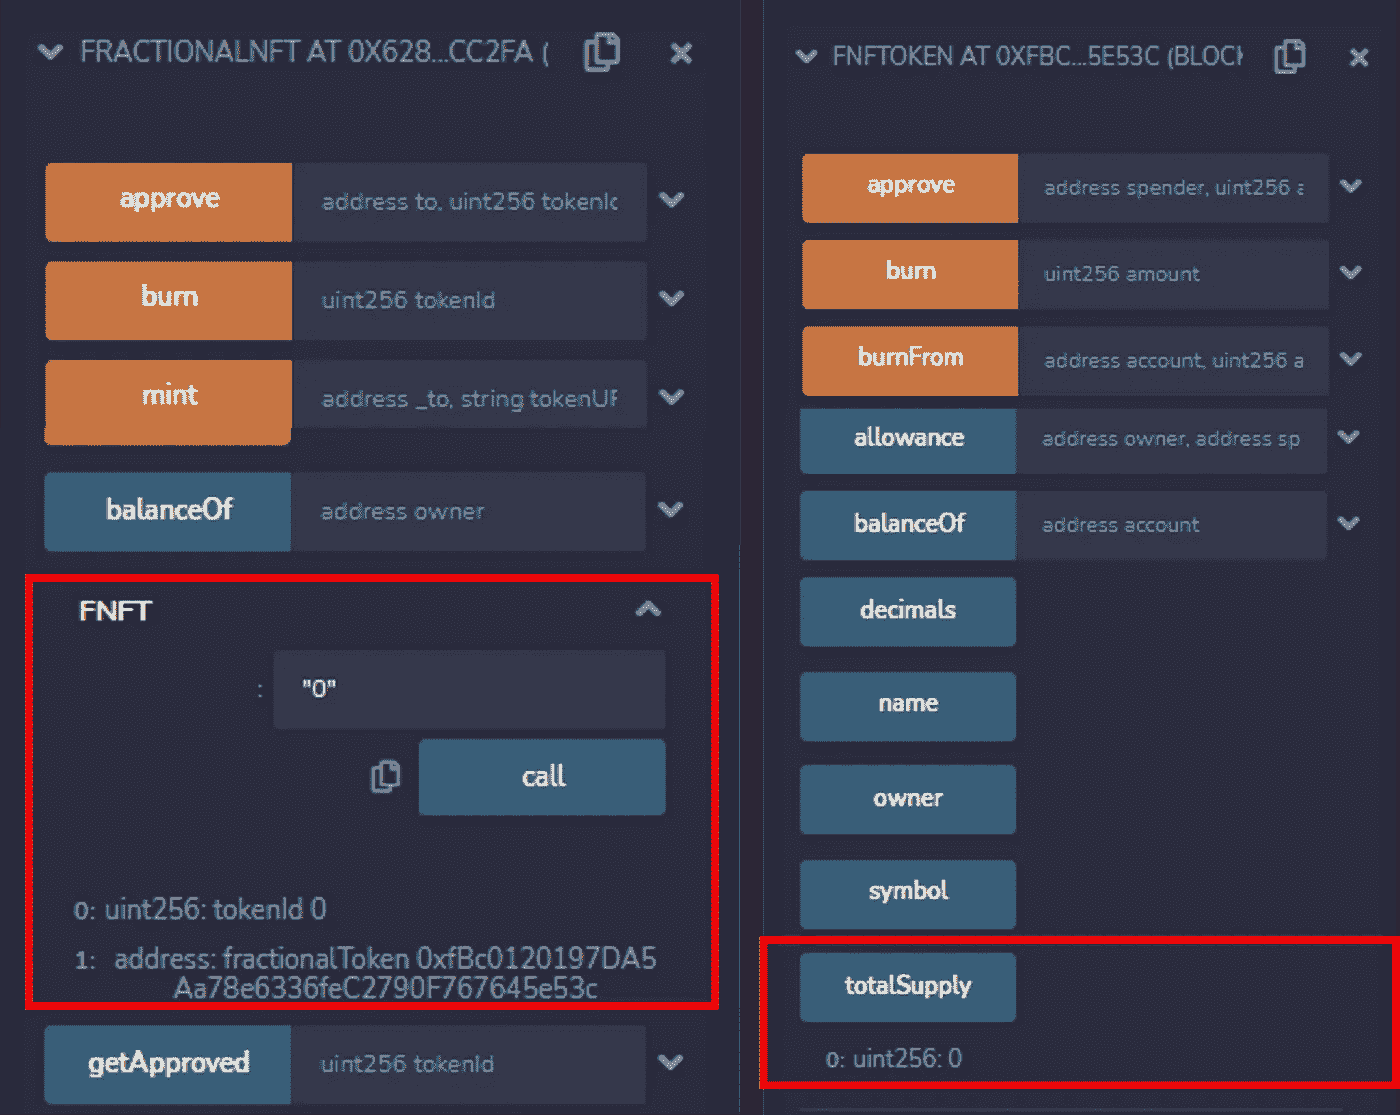 FRACTIONALNFT AT 0X628...CC2FA (
approve
address to, uint256 tokenIc
burn
uint256 tokenId
mint
address _to, string tokenUF
balanceOf
address owner
FNFT
: "0"
call
0: uint256: tokenId 0
1: address: fractionalToken 0xfBc0120197DA5
Aa78e6336feC2790F767645e53c
getApproved
uint256 tokenId
FNFTOKEN AT 0XFBC...5E53C (BLOCK
approve
address spender, uint256 a
burn
uint256 amount
burnFrom
address account, uint256 a
allowance
address owner, address sp
balanceOf
address account
decimals
name
owner
symbol
totalSupply
0: uint256: 0